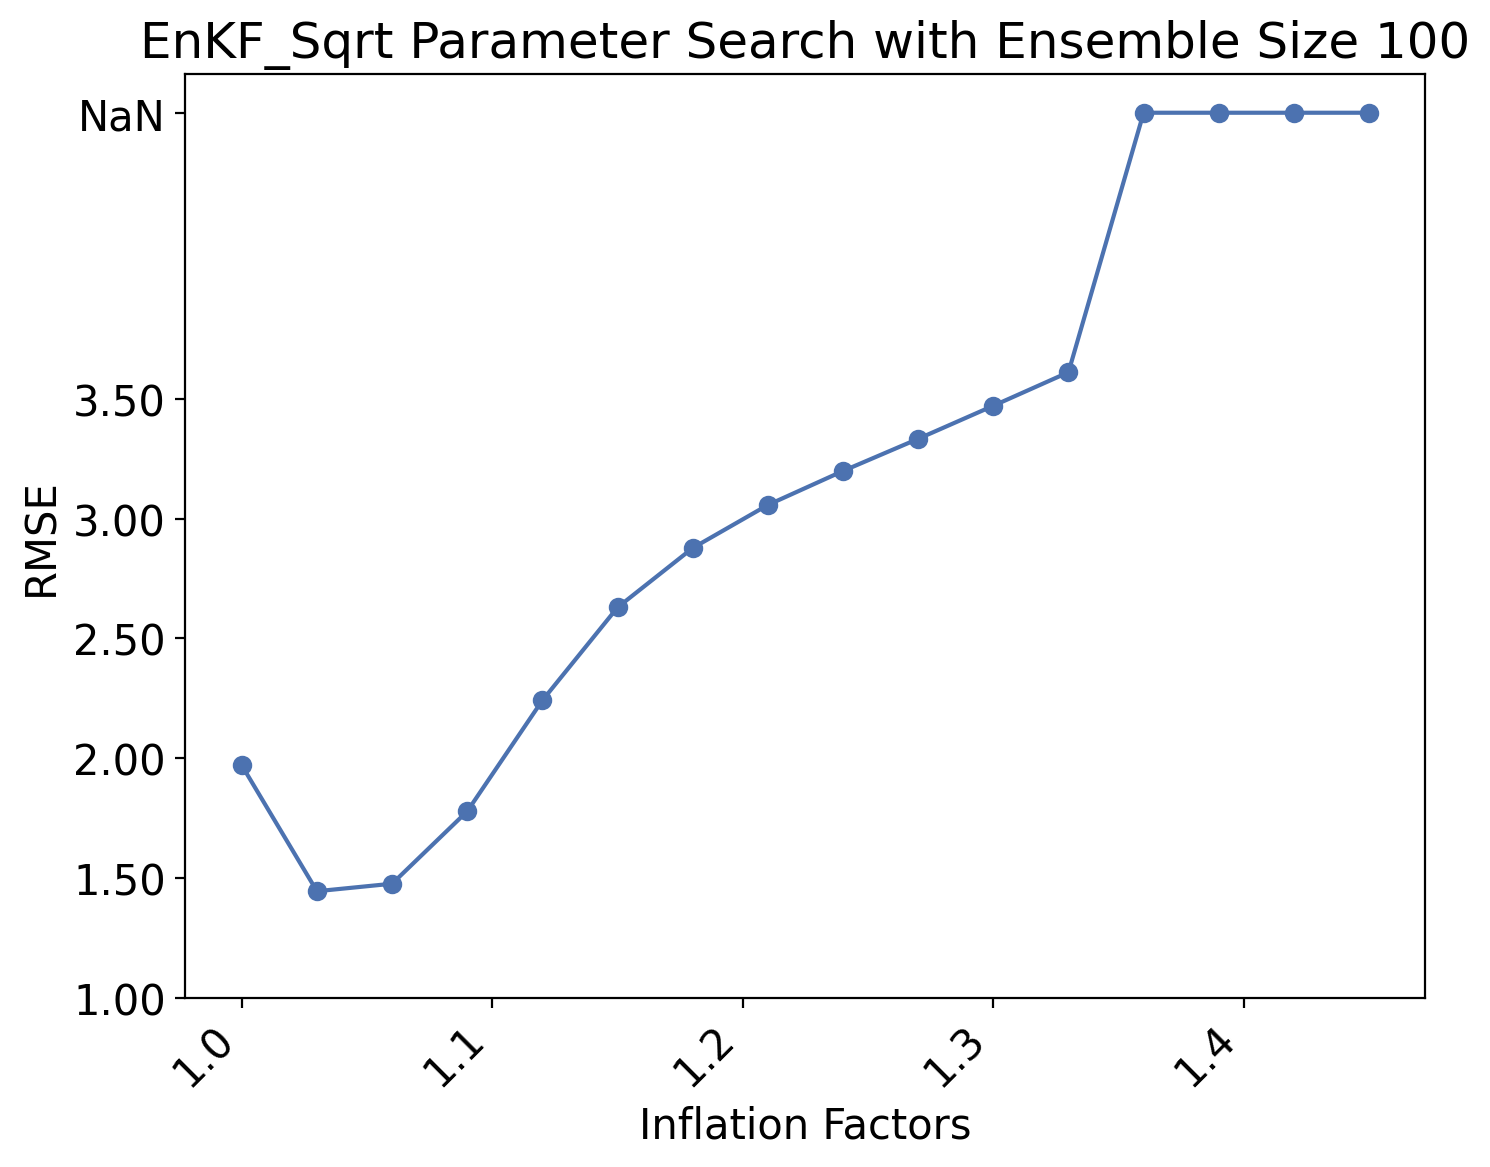 EnKF_Sqrt Parameter Search with Ensemble Size 100
NaN
3.50
3.00
2.50
2.00
1.50
1.00
RMSE
1.0
1.1
1.2
1.3
1.4
Inflation Factors